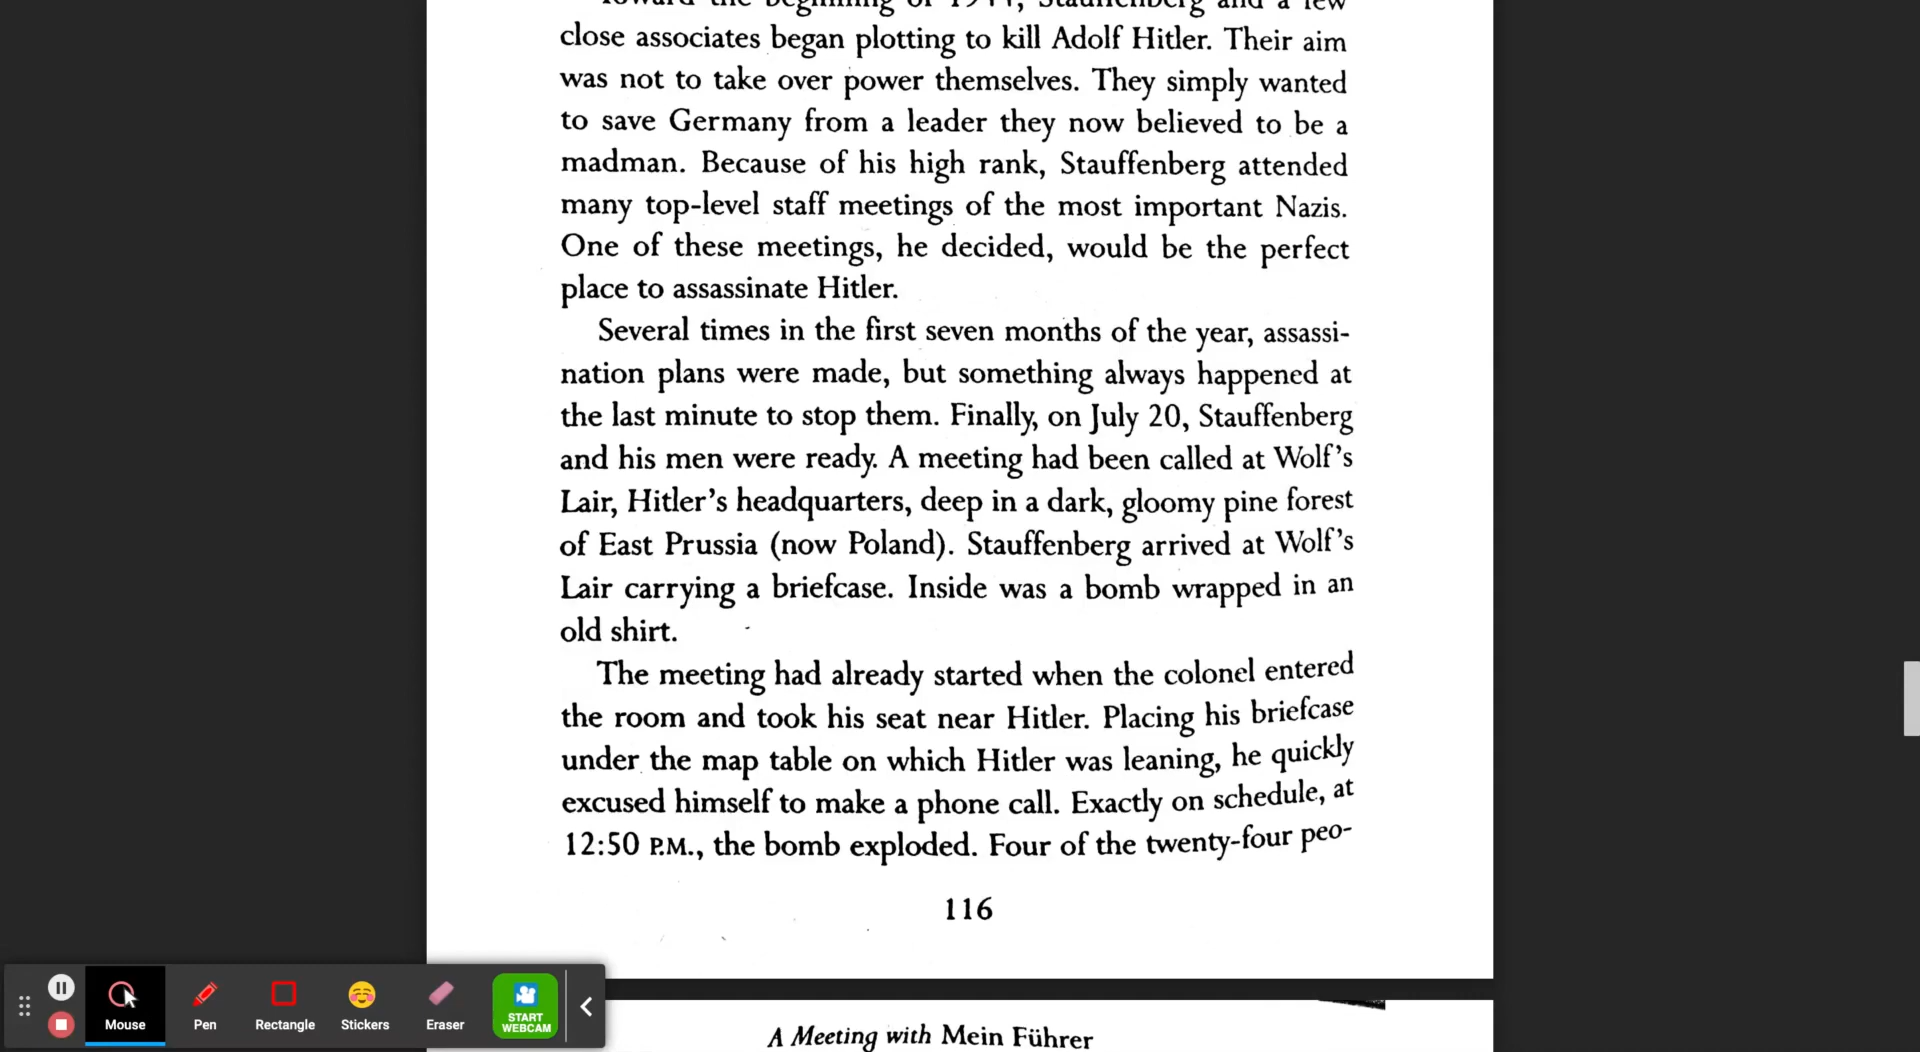 Toward the beginning of 1944, Stauffenberg and a few
close associates began plotting to kill Adolf Hitler. Their aim
was not to take over power themselves. They simply wanted
to save Germany from a leader they now believed to be a
madman. Because of his high rank, Stauffenberg attended
many top-level staff meetings of the most important Nazis.
One of these meetings, he decided, would be the perfect
place to assassinate Hitler.
Several times in the first seven months of the year, assassi-
nation plans were made, but something always happened at
the last minute to stop them. Finally, on July 20, Stauffenberg
and his men were ready. A meeting had been called at Wolf's
Lair, Hitler's headquarters, deep in a dark, gloomy pine forest
of East Prussia (now Poland). Stauffenberg arrived at Wolf's
Lair carrying a briefcase. Inside was a bomb wrapped in an
old shirt.
The meeting had already started when the colonel entered
the room and took his seat near Hitler. Placing his briefcase
under the map table on which Hitler was leaning, he quickly
excused himself to make a phone call. Exactly on schedule, at
12:50 P.M., the bomb exploded. Four of the twenty-four peo-
116
Mouse
Pen
Rectangle
Stickers
Eraser
START
WEBCAM
A Meeting with Mein Führer